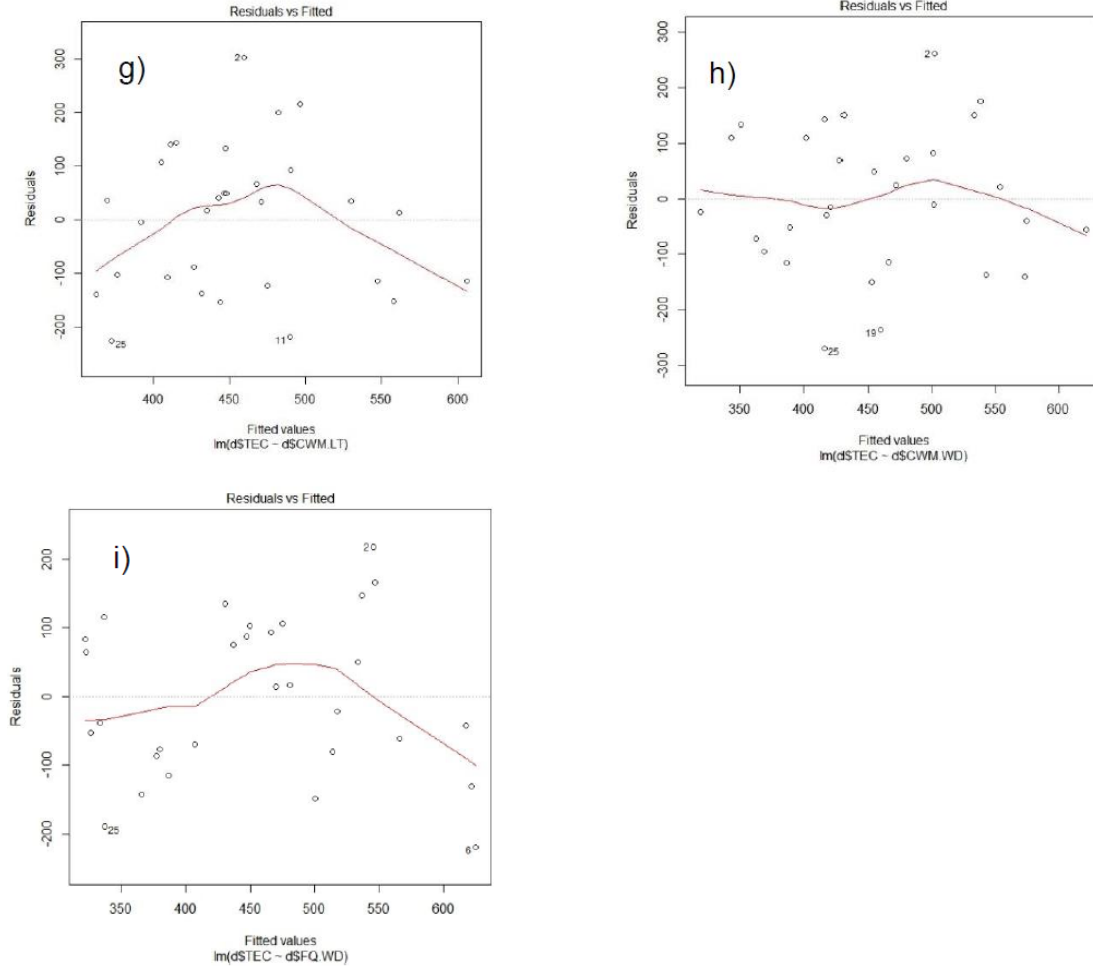 Residuals vs Fitted
g)
Residuals
300
200
100
0
-100
-200
2
25
11
400
450
500
550
600
Fitted values
lm(d$TEC ~ d$CWM.LT)
Residuals vs Fitted
h)
Residuals
300
200
100
0
-100
-200
-300
2
19
25
350
400
450
500
550
600
Fitted values
lm(d$TEC ~ d$CWM.WD)
Residuals vs Fitted
i)
Residuals
200
100
0
-100
-200
2
25
6
350
400
450
500
550
600
Fitted values
lm(d$TEC ~ d$FQ.WD)